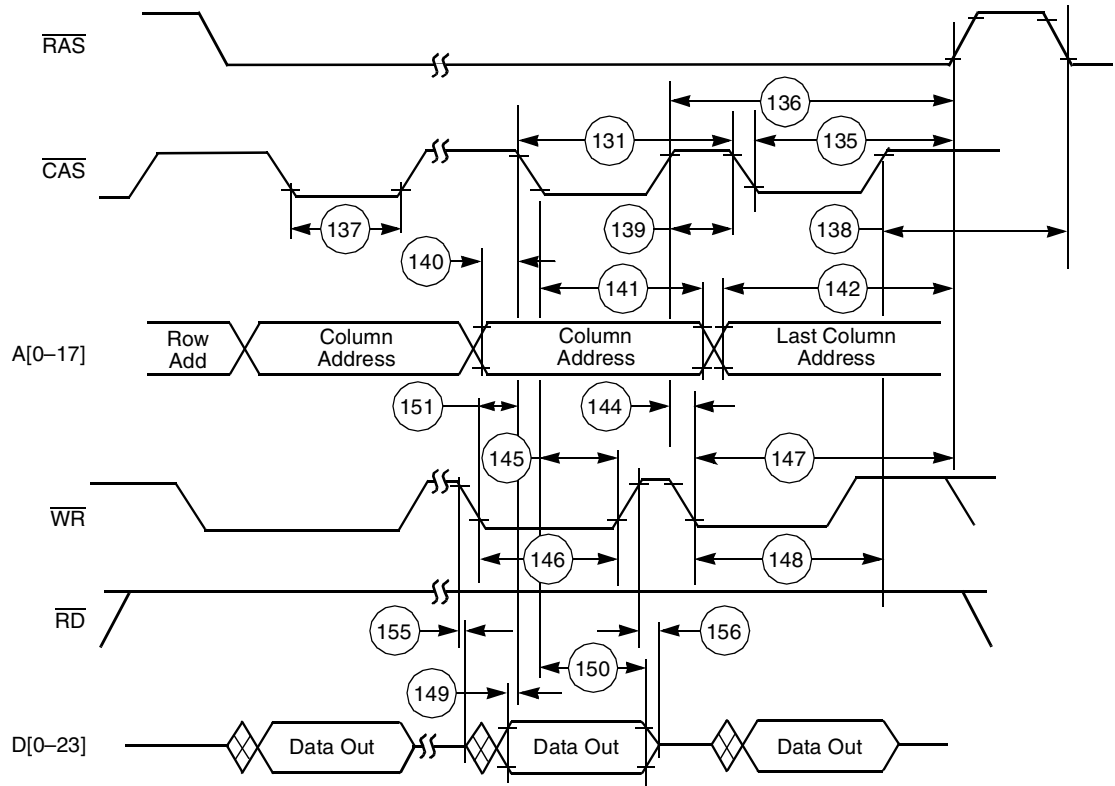 RAS
136
131
135
CAS
137
139
138
140
141
142
A[0–17]
Row
Add
Column
Address
Column
Address
Last Column
Address
151
144
145
147
WR
146
148
RD
155
156
150
149
D[0–23]
Data Out
Data Out
Data Out